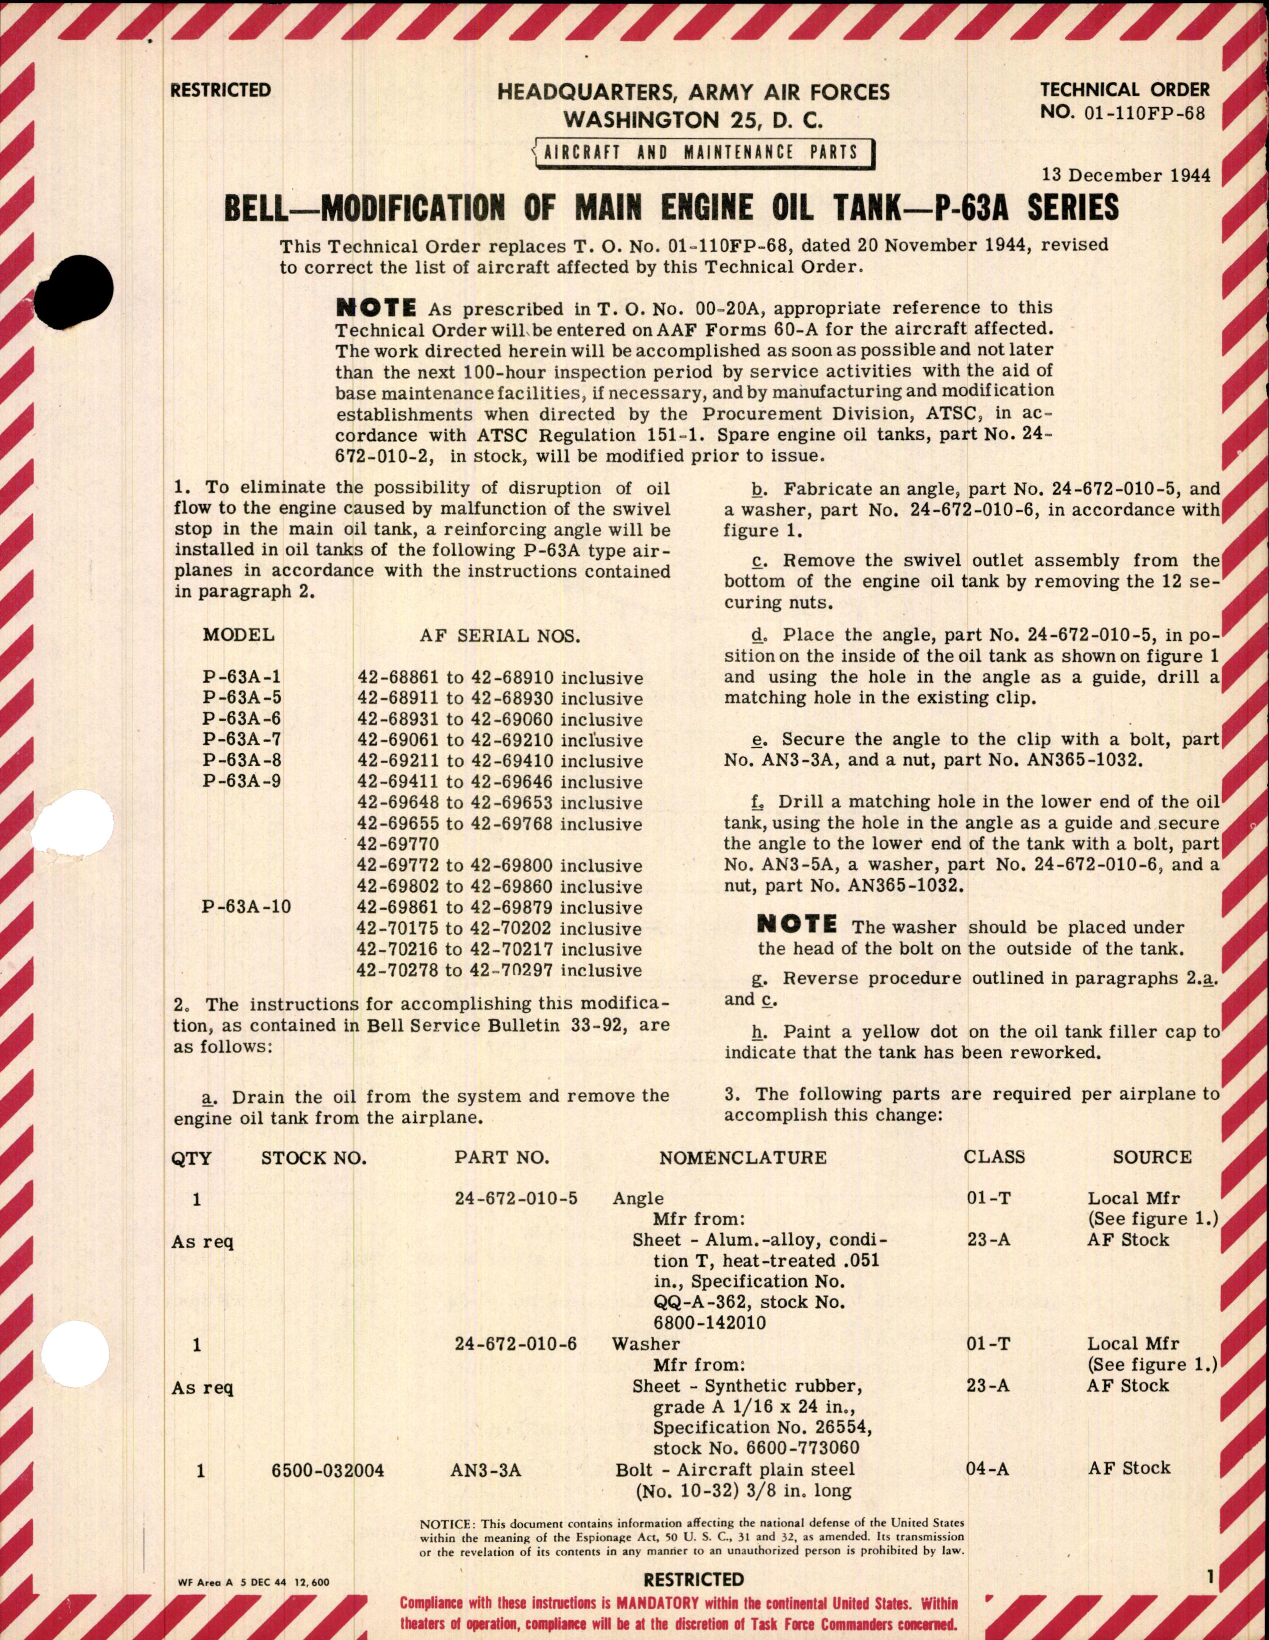 RESTRICTED
HEADQUARTERS, ARMY AIR FORCES
WASHINGTON 25, D. C.
AIRCRAFT AND MAINTENANCE PARTS
TECHNICAL ORDER
NO. 01-110FP-68
13 December 1944
BELL—MODIFICATION OF MAIN ENGINE OIL TANK—P-63A SERIES
This Technical Order replaces T. O. No. 01-110FP-68, dated 20 November 1944, revised
to correct the list of aircraft affected by this Technical Order.
NOTE As prescribed in T. O. No. 00-20A, appropriate reference to this
Technical Order will be entered on AAF Forms 60-A for the aircraft affected.
The work directed herein will be accomplished as soon as possible and not later
than the next 100-hour inspection period by service activities with the aid of
base maintenance facilities, if necessary, and by manufacturing and modification
establishments when directed by the Procurement Division, ATSC, in ac-
cordance with ATSC Regulation 151-1. Spare engine oil tanks, part No. 24-
672-010-2, in stock, will be modified prior to issue.
1. To eliminate the possibility of disruption of oil
flow to the engine caused by malfunction of the swivel
stop in the main oil tank, a reinforcing angle will be
installed in oil tanks of the following P-63A type air-
planes in accordance with the instructions contained
in paragraph 2.
MODEL AF SERIAL NOS.
P-63A-1 42-68861 to 42-68910 inclusive
P-63A-5 42-68911 to 42-68930 inclusive
P-63A-6 42-68931 to 42-69060 inclusive
P-63A-7 42-69061 to 42-69210 inclusive
P-63A-8 42-69211 to 42-69410 inclusive
P-63A-9 42-69411 to 42-69646 inclusive
42-69648 to 42-69653 inclusive
42-69655 to 42-69768 inclusive
42-69770
42-69772 to 42-69800 inclusive
42-69802 to 42-69860 inclusive
P-63A-10 42-69861 to 42-69879 inclusive
42-70175 to 42-70202 inclusive
42-70216 to 42-70217 inclusive
42-70278 to 42-70297 inclusive
2. The instructions for accomplishing this modifica-
tion, as contained in Bell Service Bulletin 33-92, are
as follows:
a. Drain the oil from the system and remove the
engine oil tank from the airplane.
b. Fabricate an angle, part No. 24-672-010-5, and
a washer, part No. 24-672-010-6, in accordance with
figure 1.
c. Remove the swivel outlet assembly from the
bottom of the engine oil tank by removing the 12 se-
curing nuts.
d. Place the angle, part No. 24-672-010-5, in po-
sition on the inside of the oil tank as shown on figure 1
and using the hole in the angle as a guide, drill a
matching hole in the existing clip.
e. Secure the angle to the clip with a bolt, part
No. AN3-3A, and a nut, part No. AN365-1032.
f. Drill a matching hole in the lower end of the oil
tank, using the hole in the angle as a guide and secure
the angle to the lower end of the tank with a bolt, part
No. AN3-5A, a washer, part No. 24-672-010-6, and a
nut, part No. AN365-1032.
NOTE The washer should be placed under
the head of the bolt on the outside of the tank.
g. Reverse procedure outlined in paragraphs 2.a.
and c.
h. Paint a yellow dot on the oil tank filler cap to
indicate that the tank has been reworked.
3. The following parts are required per airplane to
accomplish this change:
QTY STOCK NO. PART NO. NOMENCLATURE CLASS SOURCE
1 24-672-010-5 Angle 01-T Local Mfr
Mfr from: (See figure 1.)
As req Sheet - Alum.-alloy, condi- 23-A AF Stock
tion T, heat-treated .051
in., Specification No.
QQ-A-362, stock No.
6800-142010
1 24-672-010-6 Washer 01-T Local Mfr
Mfr from: (See figure 1.)
As req Sheet - Synthetic rubber, 23-A AF Stock
grade A 1/16 x 24 in.,
Specification No. 26554,
stock No. 6600-773060
1 6500-032004 AN3-3A Bolt - Aircraft plain steel 04-A AF Stock
(No. 10-32) 3/8 in. long
NOTICE: This document contains information affecting the national defense of the United States
within the meaning of the Espionage Act, 50 U. S. C., 31 and 32, as amended. Its transmission
or the revelation of its contents in any manner to an unauthorized person is prohibited by law.
WF Area A 5 DEC 44 12,600
RESTRICTED
1
Compliance with these instructions is MANDATORY within the continental United States. Within
theaters of operation, compliance will be at the discretion of Task Force Commanders concerned.